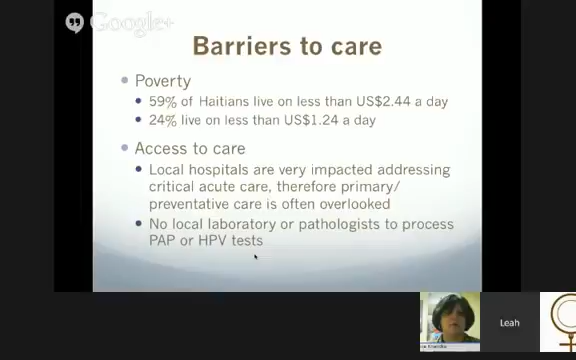 Google+
Barriers to care
Poverty
59% of Haitians live on less than US$2.44 a day
24% live on less than US$1.24 a day
Access to care
Local hospitals are very impacted addressing
critical acute care, therefore primary/
preventative care is often overlooked
No local laboratory or pathologists to process
PAP or HPV tests
Leah